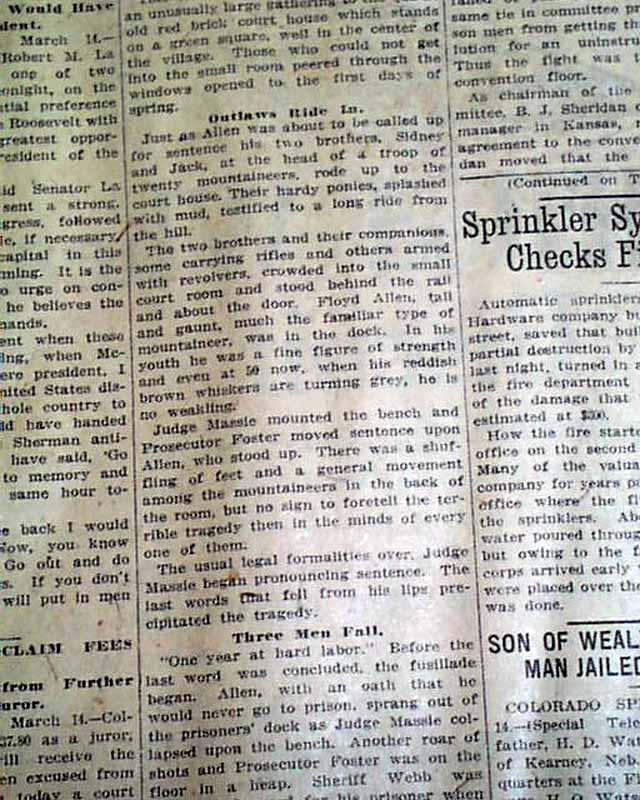 Would Have
dent.
March 14.—
Robert M. La
one of two
onight, on the
tial preference
Roosevelt with
greatest oppor-
resident of the
id Senator La
sent a strong,
gress, followed
le, if necessary,
capital in this
ming. It is the
o urge on con-
he believes the
mands.
ent when these
ing, when Mc-
ere president, I
nited States dis-
hole country to
ld have handed
Sherman anti-
have said, 'Go
to memory and
same hour to-
e back I would
Now, you know
Go out and do
s. If you don't
will put in men
CLAIM FEES
from Further
uror.
March 14.—Col-
37.80 as a juror,
ill receive the
en excused from
today a court
an unusually large gathering to the
old red brick court house which stands
on a green square, well in the center of
the village. Those who could not get
into the small room peered through the
windows opened to the first days of
spring.
Outlaws Ride In.
Just as Allen was about to be called up
for sentence his two brothers, Sidney
and Jack, at the head of a troop of
twenty mountaineers, rode up to the
court house. Their hardy ponies, splashed
with mud, testified to a long ride from
the hill.
The two brothers and their companions,
some carrying rifles and others armed
with revolvers, crowded into the small
court room and stood behind the rail
and about the door. Floyd Allen, tall
and gaunt, much the familiar type of
mountaineer, was in the dock. In his
youth he was a fine figure of strength
and even at 50 now, when his reddish
brown whiskers are turning grey, he is
no weakling.
Judge Massie mounted the bench and
Prosecutor Foster moved sentence upon
Allen, who stood up. There was a shuf-
fling of feet and a general movement
among the mountaineers in the back of
the room, but no sign to foretell the ter-
rible tragedy then in the minds of every
one of them.
The usual legal formalities over, Judge
Massie began pronouncing sentence. The
last words that fell from his lips pre-
cipitated the tragedy.
Three Men Fall.
"One year at hard labor." Before the
last word was concluded, the fusillade
began. Allen, with an oath that he
would never go to prison, sprang out of
the prisoners' dock as Judge Massie col-
lapsed upon the bench. Another roar of
shots and Prosecutor Foster was on the
floor in a heap. Sheriff Webb was
for his prisoner when
same tie in committee pr
son men from getting the
lution for an uninstru
Thus the fight was t
convention floor.
As chairman of the
mittee, B. J. Sheridan
manager in Kansas,
agreement to the conve
dan moved that the
(Continued on T
Sprinkler Sy
Checks Fi
Automatic sprinkler
Hardware company bu
street, saved that buil
partial destruction by
last night, turned in a
the fire department
of the damage that
estimated at $300.
How the fire starte
office on the second
Many of the valua
company for years pa
office where the fi
the sprinklers. Abo
water poured through
but owing to the f
corps arrived early
were placed over the
was done.
SON OF WEAL
MAN JAILED
COLORADO SP
14.—(Special Tele
father, H. D. Wa
of Kearney, Neb
quarters at the E